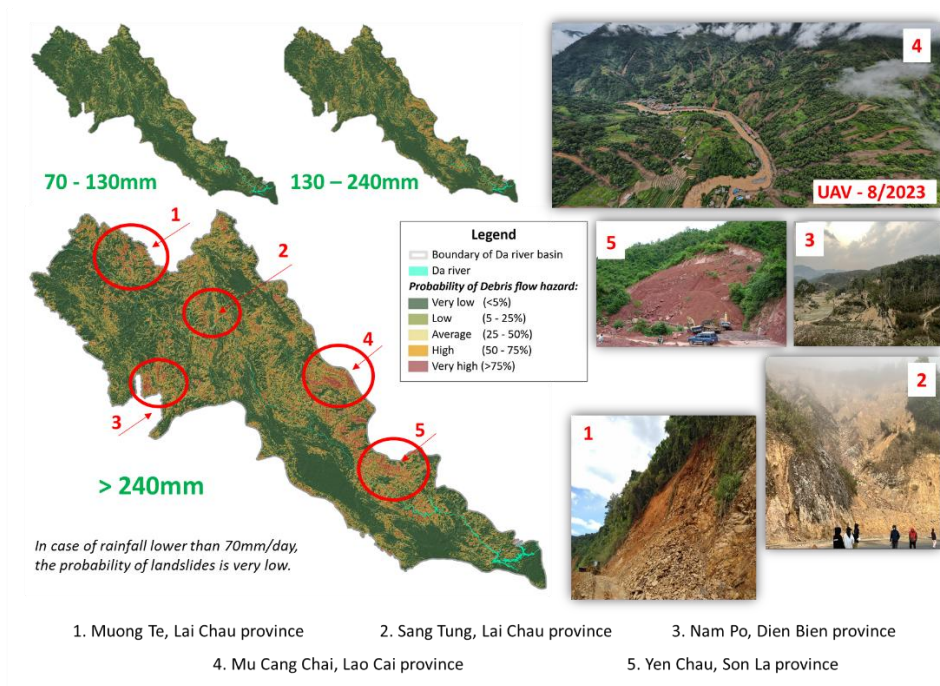 70 - 130mm
130 – 240mm
4
UAV - 8/2023
1
2
4
3
5
> 240mm
In case of rainfall lower than 70mm/day,
the probability of landslides is very low.
Legend
Boundary of Da river basin
Da river
Probability of Debris flow hazard:
Very low (<5%)
Low (5 - 25%)
Average (25 - 50%)
High (50 - 75%)
Very high (>75%)
5
3
1
2
1. Muong Te, Lai Chau province
2. Sang Tung, Lai Chau province
3. Nam Po, Dien Bien province
4. Mu Cang Chai, Lao Cai province
5. Yen Chau, Son La province